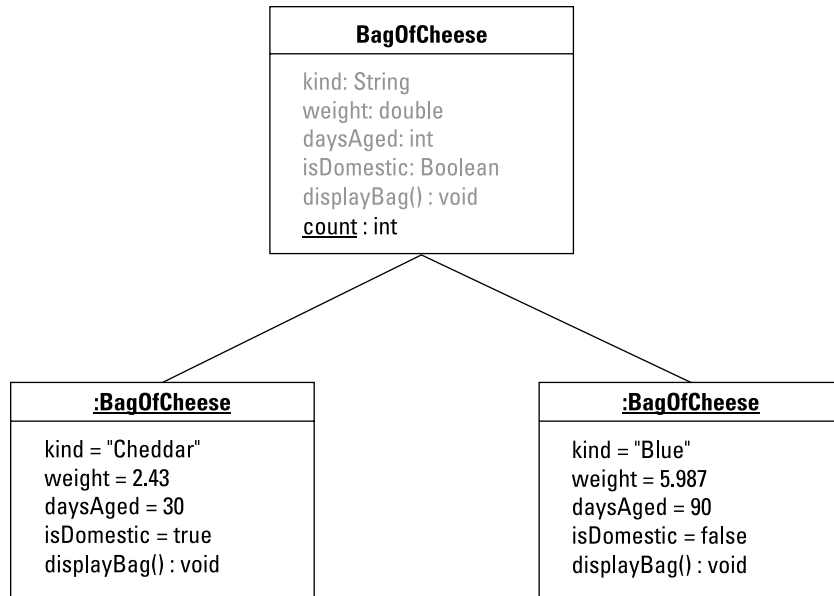 BagOfCheese
kind: String
weight: double
daysAged: int
isDomestic: Boolean
displayBag() : void
count : int
:BagOfCheese
kind = "Cheddar"
weight = 2.43
daysAged = 30
isDomestic = true
displayBag() : void
:BagOfCheese
kind = "Blue"
weight = 5.987
daysAged = 90
isDomestic = false
displayBag() : void